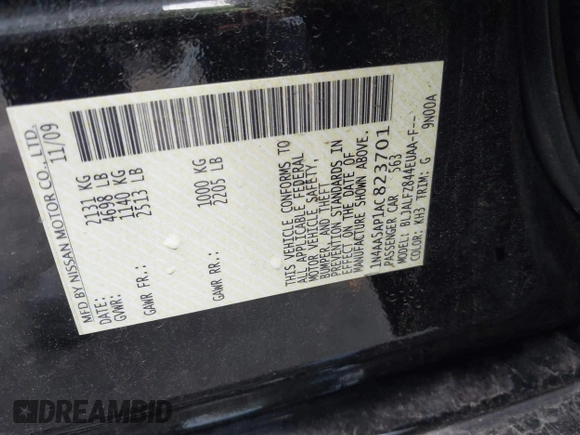 MFD BY NISSAN MOTOR CO., LTD.
DATE: 11/09
GVWR: 2131 KG
4698 LB
GAWR FR.: 1140 KG
2513 LB
GAWR RR.: 1000 KG
2205 LB
THIS VEHICLE CONFORMS TO
ALL APPLICABLE FEDERAL
MOTOR VEHICLE SAFETY,
BUMPER, AND THEFT
PREVENTION STANDARDS IN
EFFECT ON THE DATE OF
MANUFACTURE SHOWN ABOVE.
1N4AA5AP1AC823701
PASSENGER CAR 563
MODEL: BLJALFZ844EUAA-F--
COLOR: KH3 TRIM: G 9N00A
DREAMBID